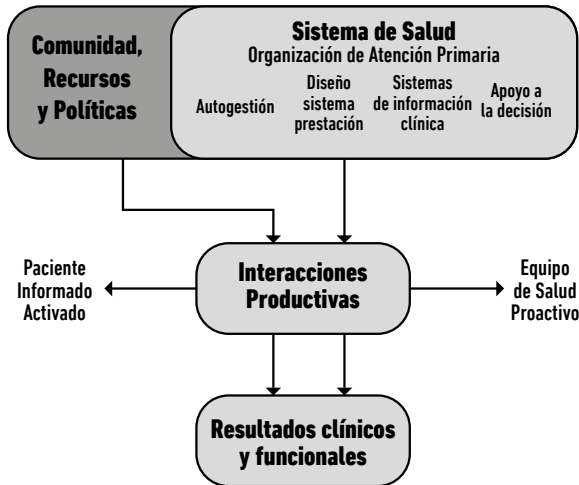 Comunidad,
Recursos
y Políticas
Sistema de Salud
Organización de Atención Primaria
Autogestión
Diseño
sistema
prestación
Sistemas
de información
clínica
Apoyo a
la decisión
Paciente
Informado
Activado
Interacciones
Productivas
Equipo
de Salud
Proactivo
Resultados clínicos
y funcionales